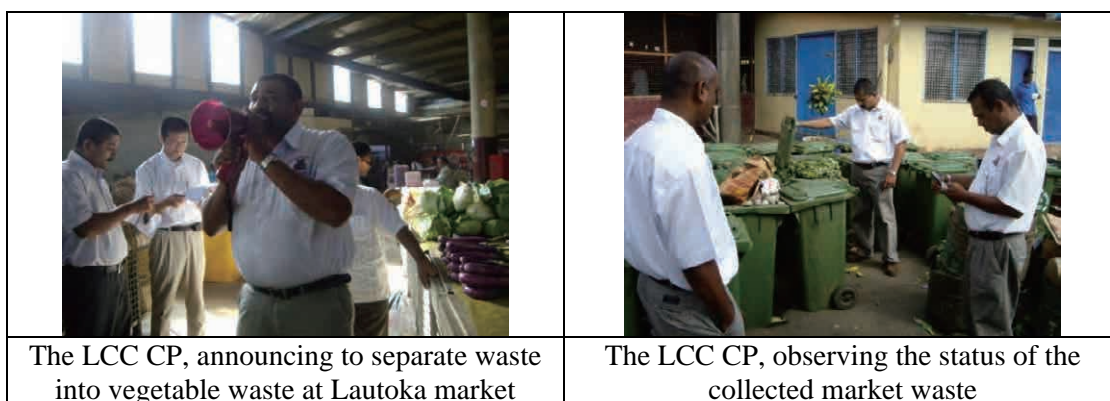 The LCC CP, announcing to separate waste
into vegetable waste at Lautoka market
The LCC CP, observing the status of the
collected market waste